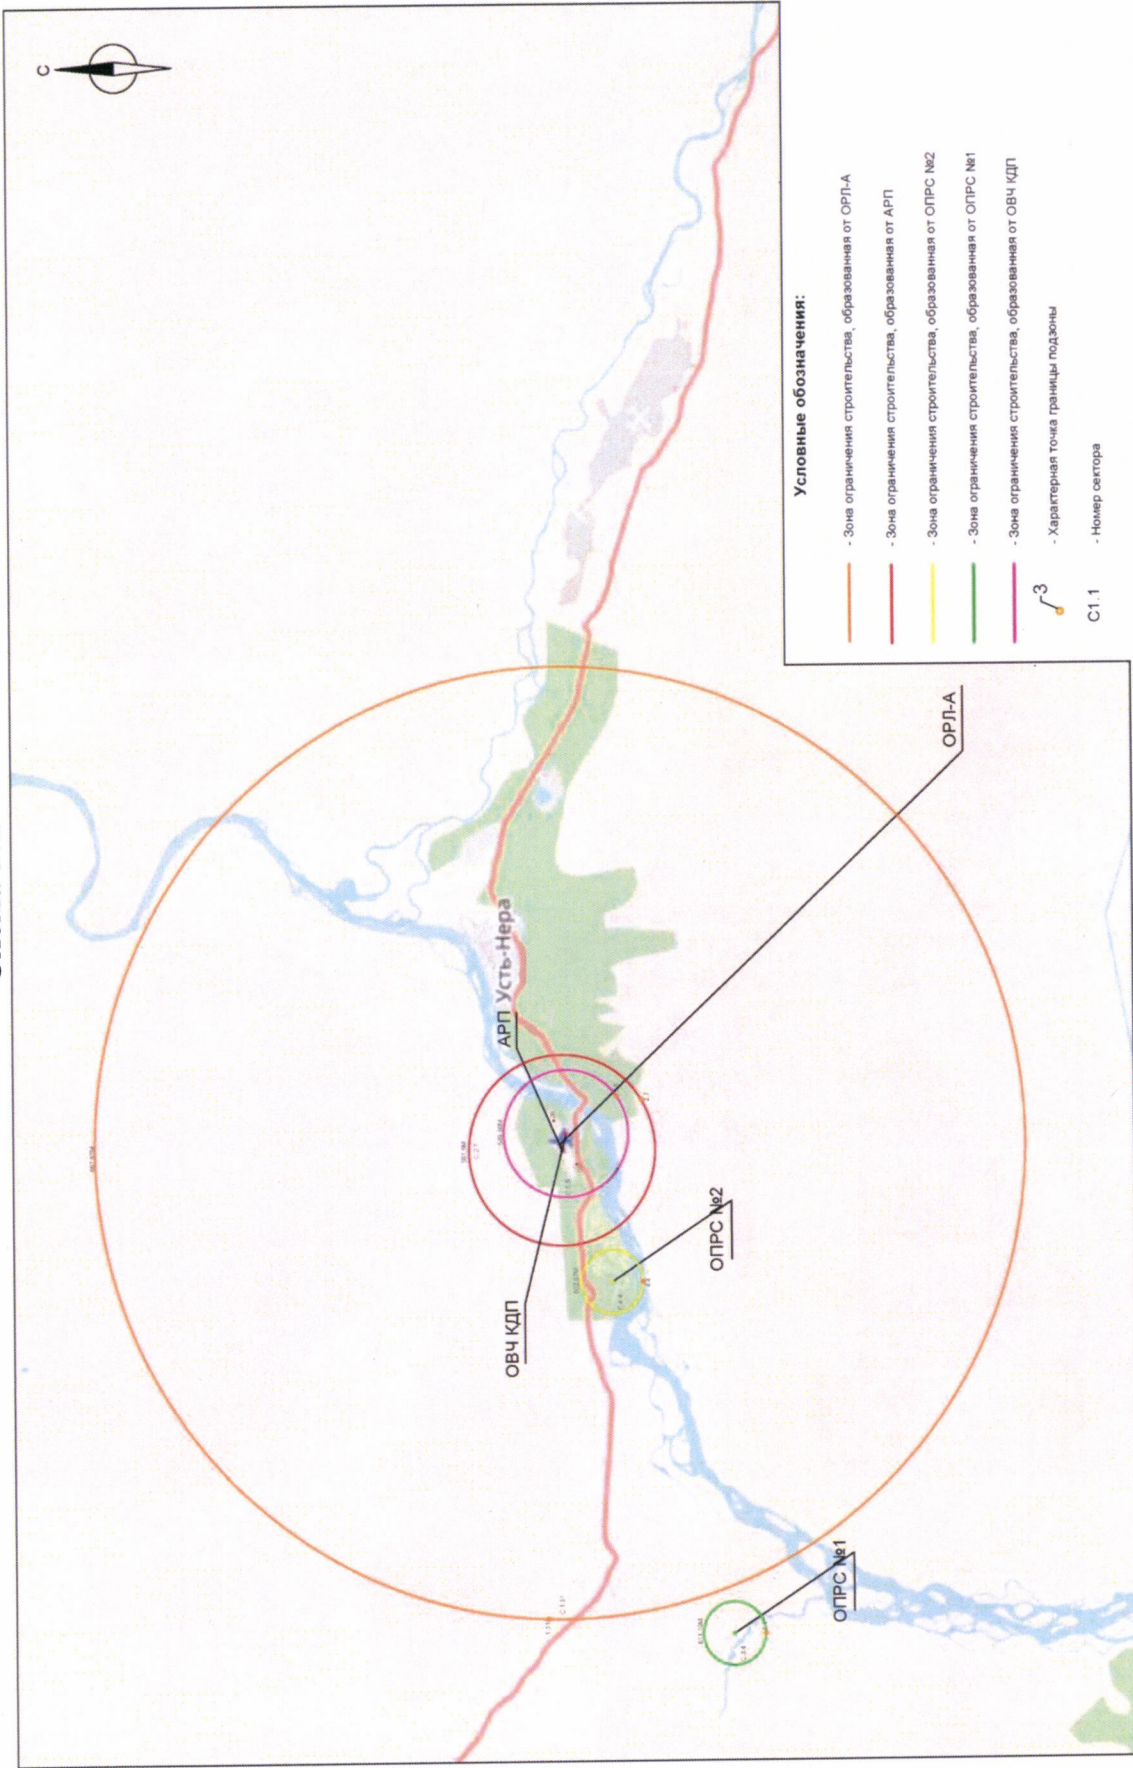 С
АРП
Усть-Нера
ОВЧ КДП
ОПРС №2
ОПРС №1
ОРЛ-А
Условные обозначения:
- Зона ограничения строительства, образованная от ОРЛ-А
- Зона ограничения строительства, образованная от АРП
- Зона ограничения строительства, образованная от ОПРС №2
- Зона ограничения строительства, образованная от ОПРС №1
- Зона ограничения строительства, образованная от ОВЧ КДП
3 - Характерная точка границы подзоны
С1.1 - Номер сектора